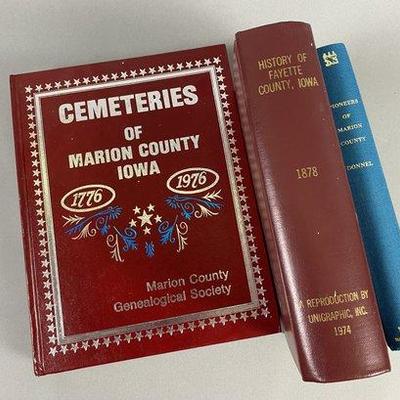 CEMETERIES
OF
MARION COUNTY
IOWA
1776 1976
Marion County
Genealogical Society
HISTORY OF
FAYETTE
COUNTY, IOWA
1878
A REPRODUCTION BY
UNIGRAPHIC, INC.
1974
PIONEERS
OF
MARION
COUNTY
DONNEL